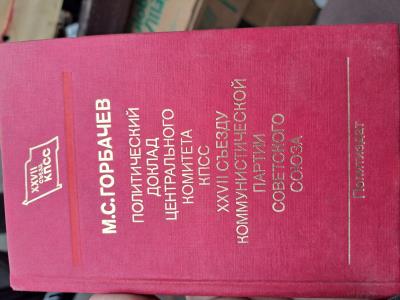 XXVII
съезд
КПСС
М.С.ГОРБАЧЕВ
ПОЛИТИЧЕСКИЙ
ДОКЛАД
ЦЕНТРАЛЬНОГО
КОМИТЕТА
КПСС
XXVII СЪЕЗДУ
КОММУНИСТИЧЕСКОЙ
ПАРТИИ
СОВЕТСКОГО
СОЮЗА
Политиздат